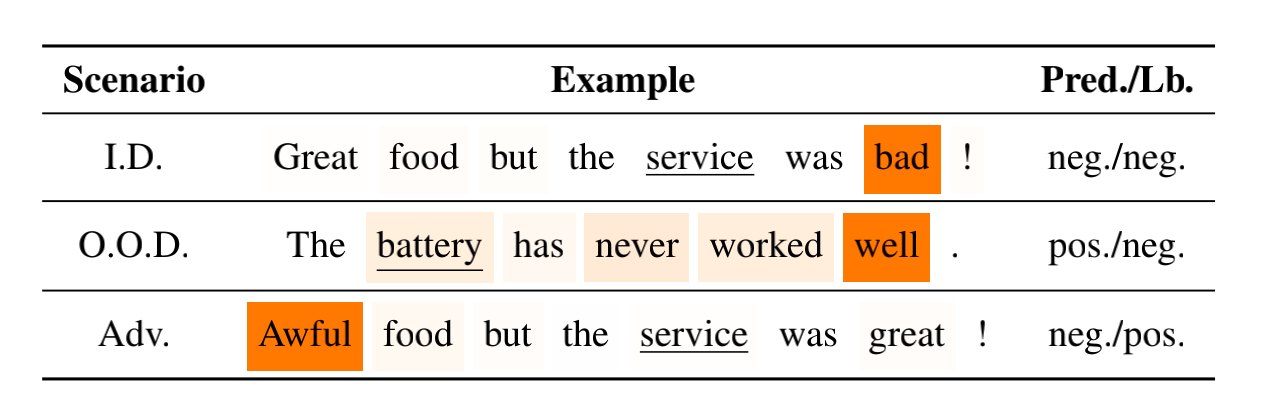 Scenario Example Pred./Lb.
I.D. Great food but the service was bad ! neg./neg.
O.O.D. The battery has never worked well . pos./neg.
Adv. Awful food but the service was great ! neg./pos.